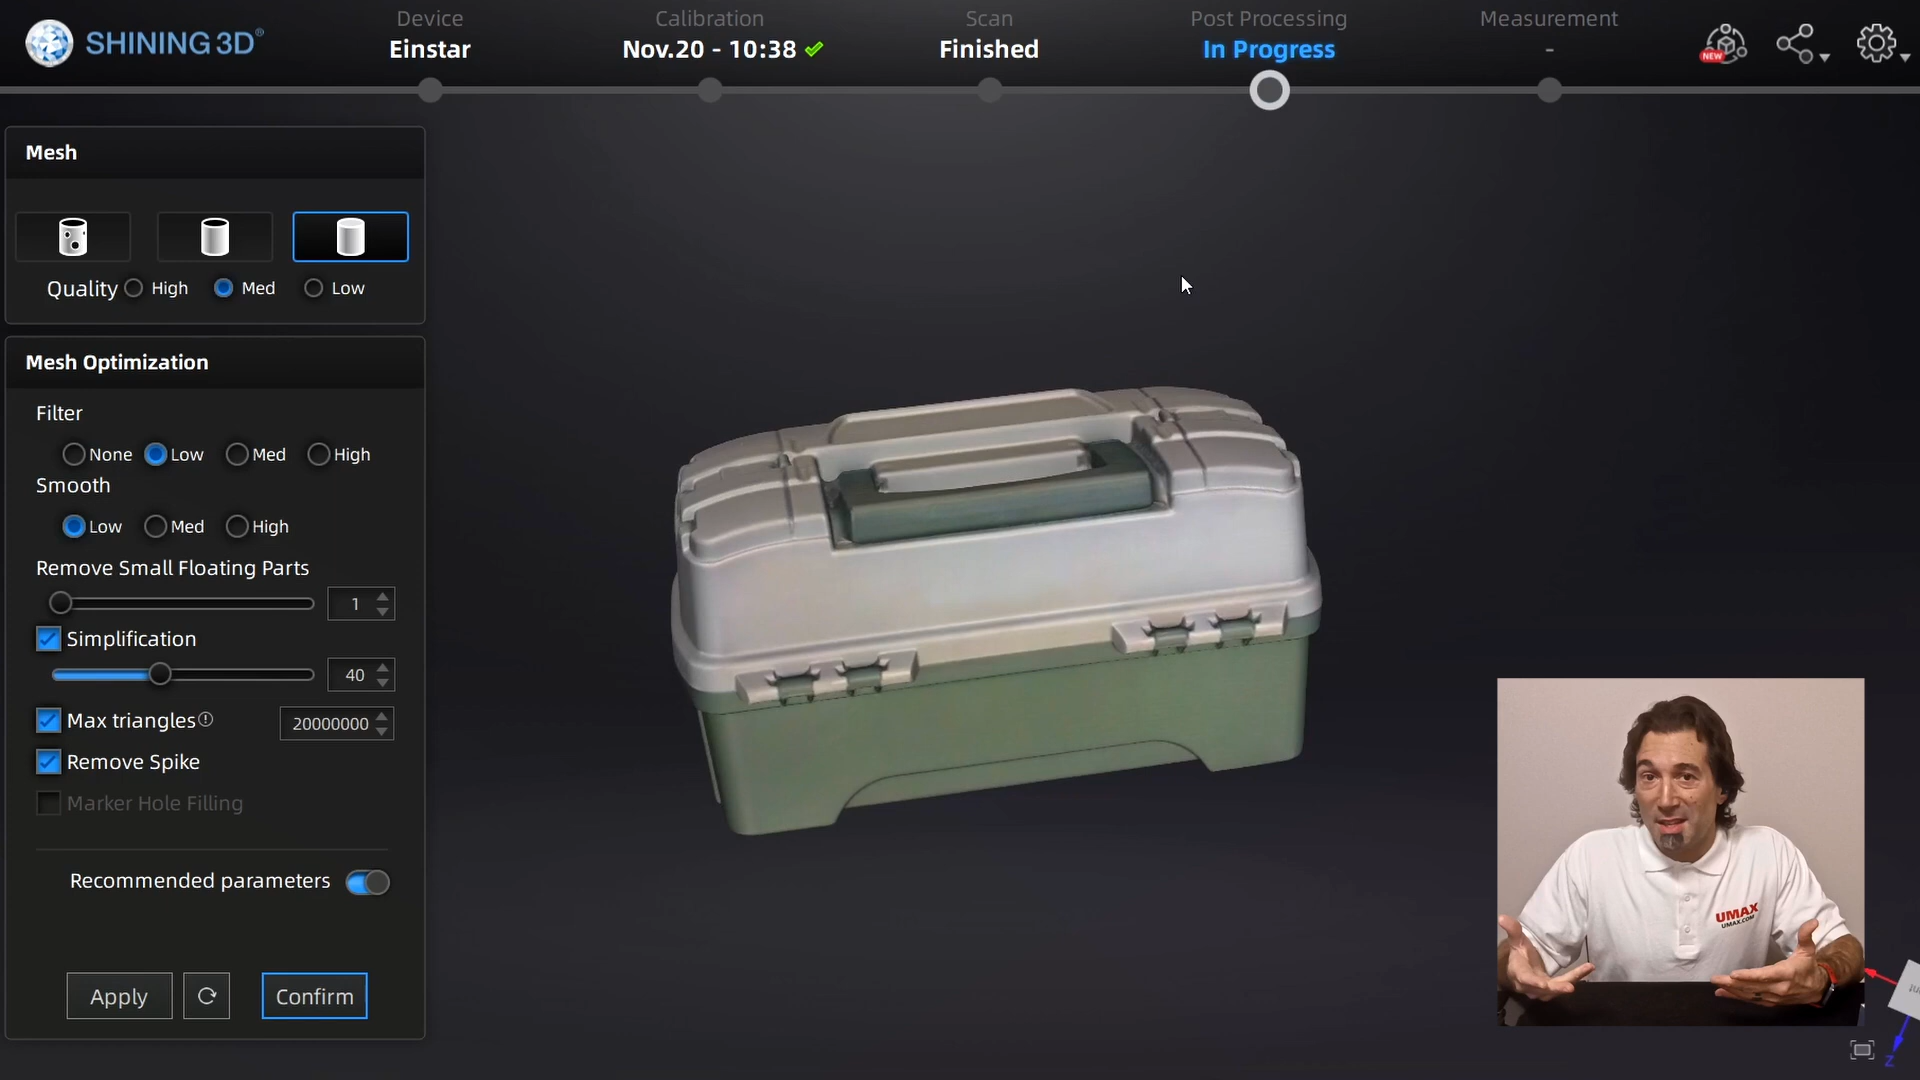 SHINING 3D®
Device
Einstar
Calibration
Nov.20 - 10:38
Scan
Finished
Post Processing
In Progress
Measurement
-
NEW
Mesh
Quality High Med Low
Mesh Optimization
Filter
None Low Med High
Smooth
Low Med High
Remove Small Floating Parts
1
Simplification
40
Max triangles 20000000
Remove Spike
Marker Hole Filling
Recommended parameters
Apply Confirm
UMAX
UMAX.COM
Z